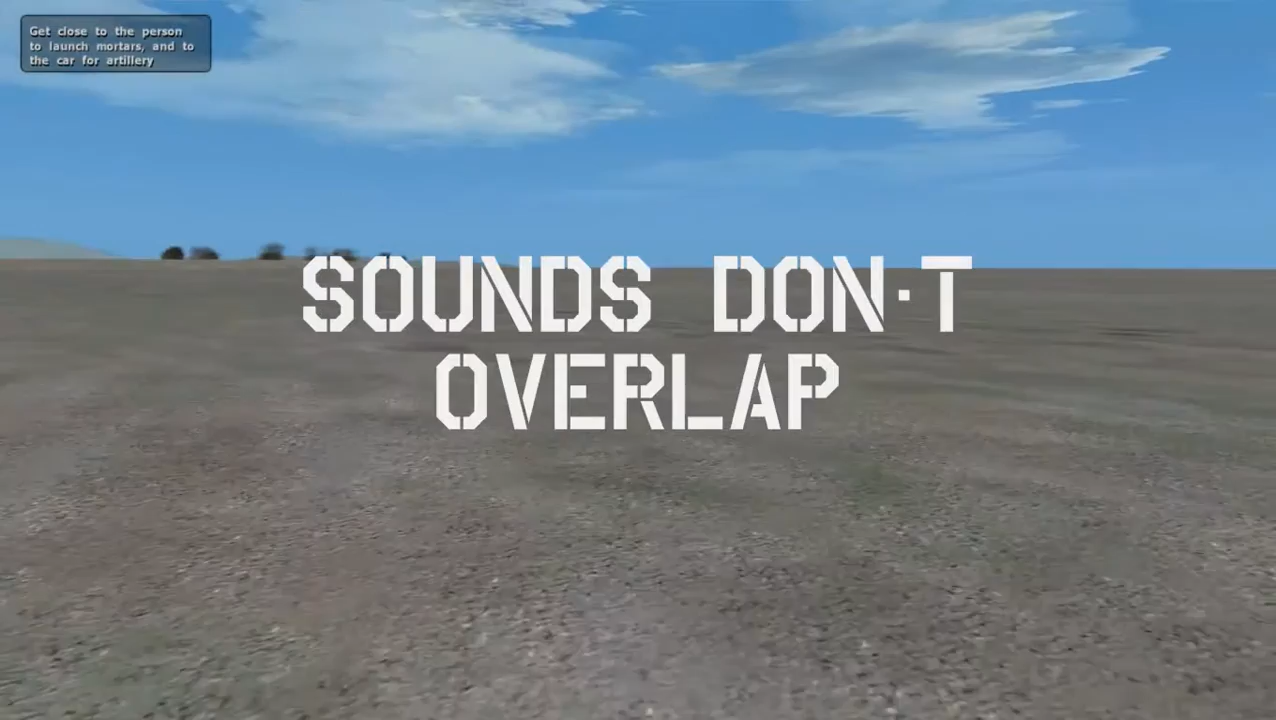 Get close to the person
to launch mortars, and to
the car for artillery
SOUNDS DON·T
OVERLAP